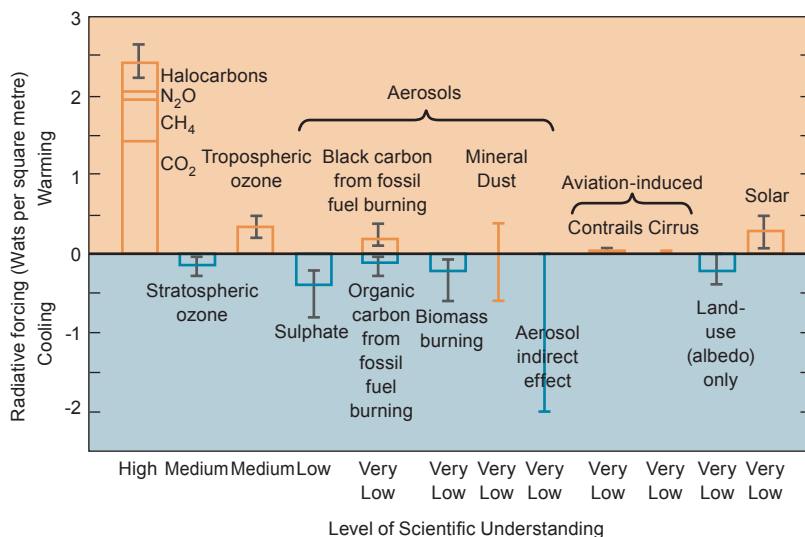 Radiative forcing (Wats per square metre)
Cooling Warming
3
2
1
0
-1
-2
Halocarbons
N₂O
CH₄
CO₂
Aerosols
Tropospheric
ozone
Black carbon
from fossil
fuel burning
Mineral
Dust
Aviation-induced
Contrails Cirrus
Solar
Stratospheric
ozone
Sulphate
Organic
carbon
from
fossil
fuel
burning
Biomass
burning
Aerosol
indirect
effect
Land-
use
(albedo)
only
High Medium Medium Low Very Low Very Low Very Low Very Low Very Low Very Low Very Low Very Low
Level of Scientific Understanding